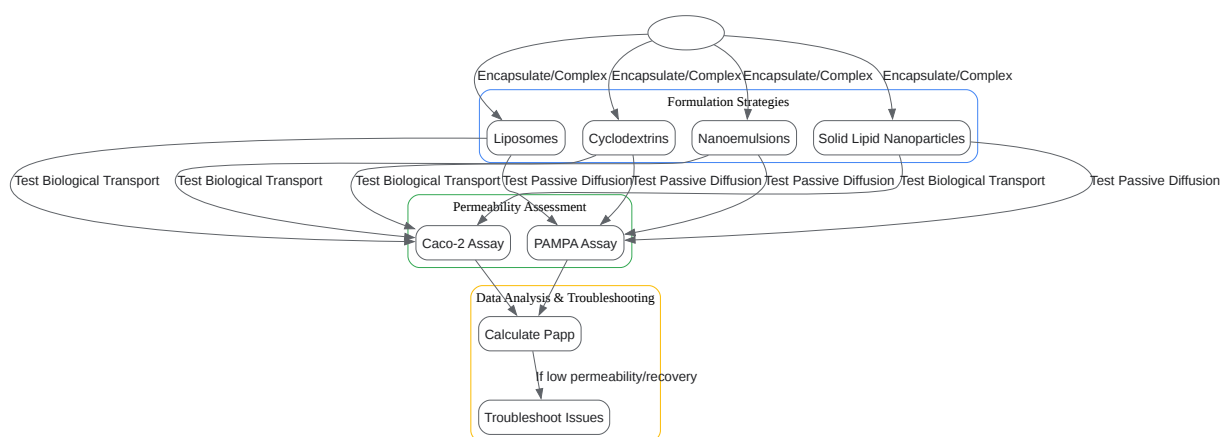 Encapsulate/Complex
Encapsulate/Complex
Encapsulate/Complex
Encapsulate/Complex
Formulation Strategies
Liposomes
Cyclodextrins
Nanoemulsions
Solid Lipid Nanoparticles
Test Biological Transport
Test Biological Transport
Test Biological Transport
Test Passive Diffusion
Test Passive Diffusion
Test Passive Diffusion
Test Biological Transport
Test Passive Diffusion
Permeability Assessment
Caco-2 Assay
PAMPA Assay
Data Analysis & Troubleshooting
Calculate Papp
If low permeability/recovery
Troubleshoot Issues